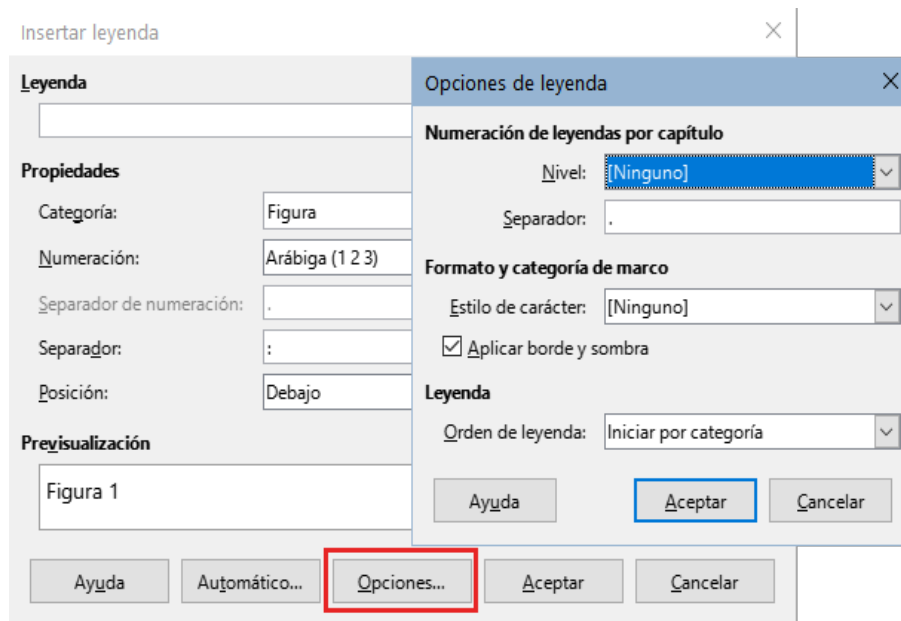 Insertar leyenda
Leyenda
Propiedades
Categoría: Figura
Numeración: Arábiga (1 2 3)
Separador de numeración: .
Separador: :
Posición: Debajo
Previsualización
Figura 1
Ayuda Automático... Opciones... Aceptar Cancelar
Opciones de leyenda
Numeración de leyendas por capítulo
Nivel: [Ninguno]
Separador: .
Formato y categoría de marco
Estilo de carácter: [Ninguno]
Aplicar borde y sombra
Leyenda
Orden de leyenda: Iniciar por categoría
Ayuda Aceptar Cancelar